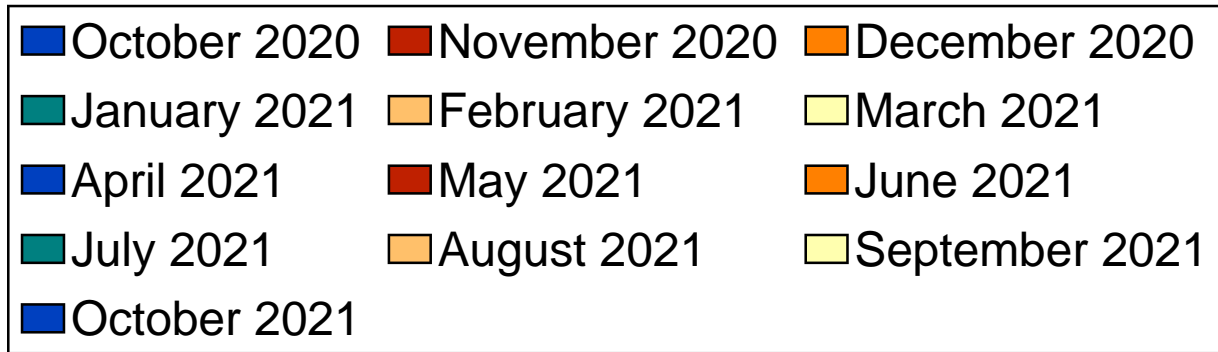 October 2020 November 2020 December 2020
January 2021 February 2021 March 2021
April 2021 May 2021 June 2021
July 2021 August 2021 September 2021
October 2021